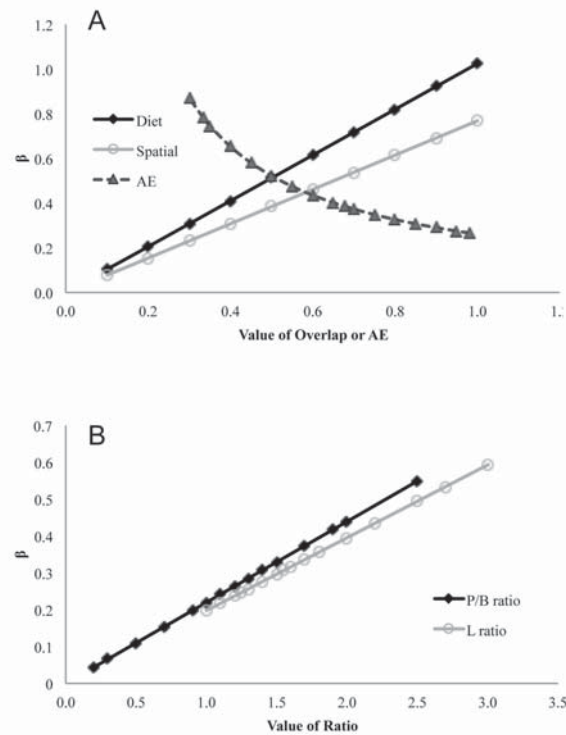 A
1.2
1.0
0.8
0.6
0.4
0.2
0.0
β
Diet
Spatial
AE
0.0 0.2 0.4 0.6 0.8 1.0
Value of Overlap or AE
B
0.7
0.6
0.5
0.4
0.3
0.2
0.1
0
β
P/B ratio
L ratio
0.0 0.5 1.0 1.5 2.0 2.5 3.0 3.5
Value of Ratio